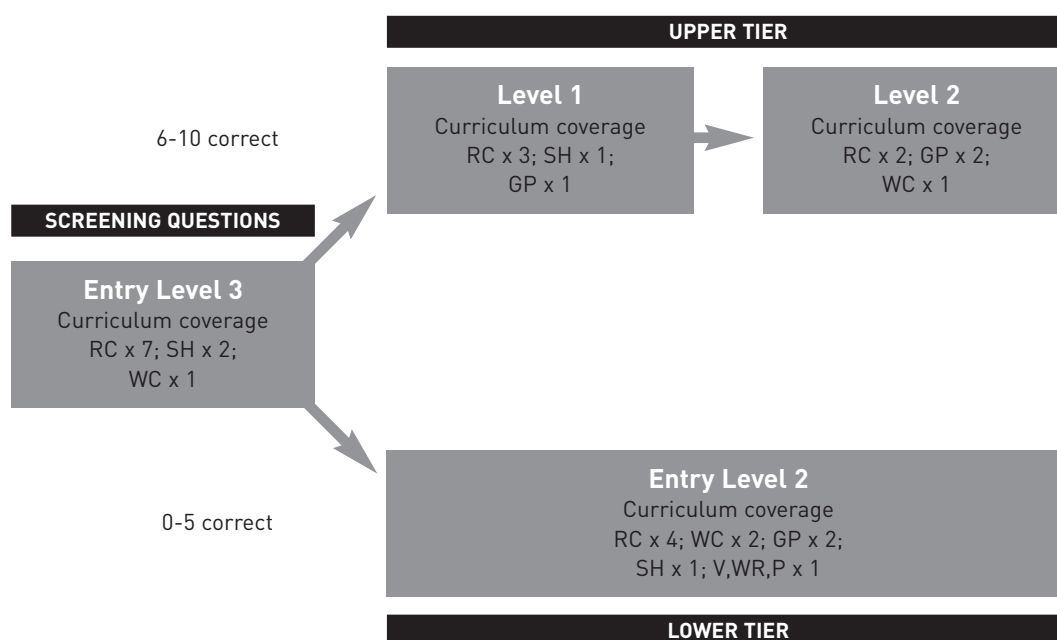 UPPER TIER
Level 1
Curriculum coverage
RC x 3; SH x 1;
GP x 1
Level 2
Curriculum coverage
RC x 2; GP x 2;
WC x 1
6-10 correct
SCREENING QUESTIONS
Entry Level 3
Curriculum coverage
RC x 7; SH x 2;
WC x 1
0-5 correct
Entry Level 2
Curriculum coverage
RC x 4; WC x 2; GP x 2;
SH x 1; V,WR,P x 1
LOWER TIER